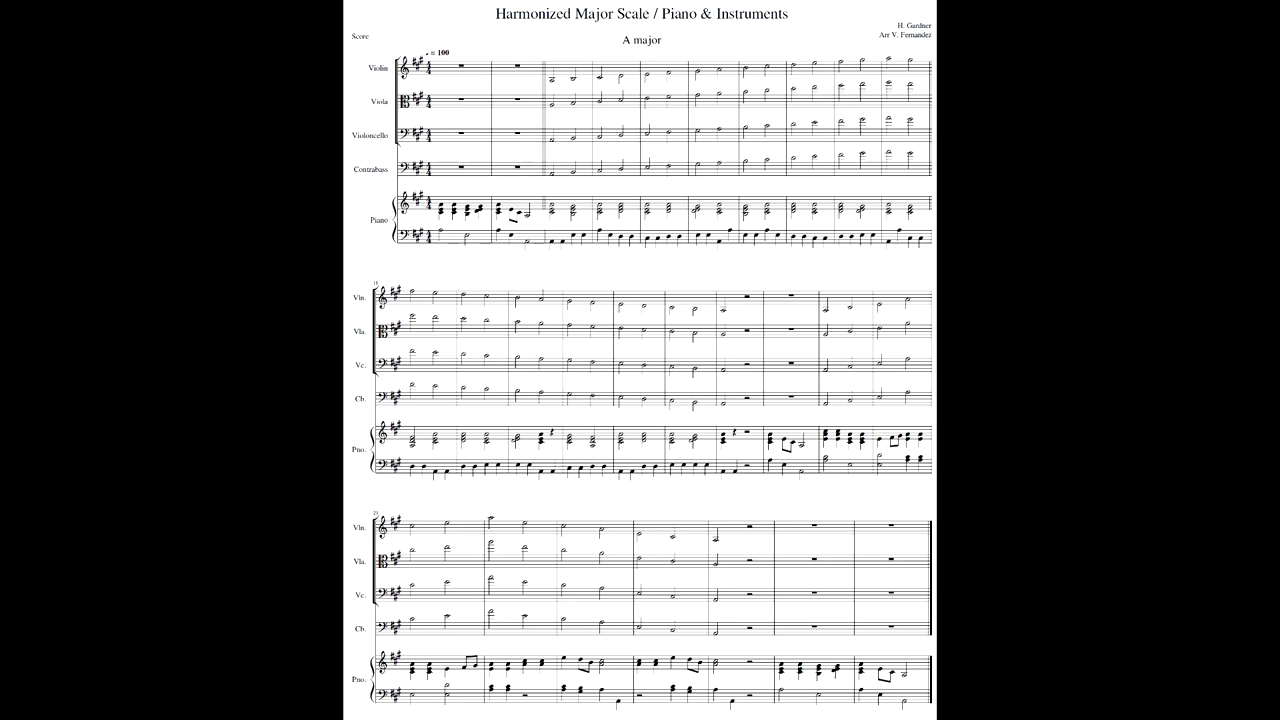 Harmonized Major Scale / Piano & Instruments
H. Gardner
Score
Arr V. Fernandez
A major
= 100
Violin
Viola
Violoncello
Contrabass
Piano
Vln.
Vla.
Vc.
Cb.
Pno.
Vln.
Vla.
Vc.
Cb.
Pno.